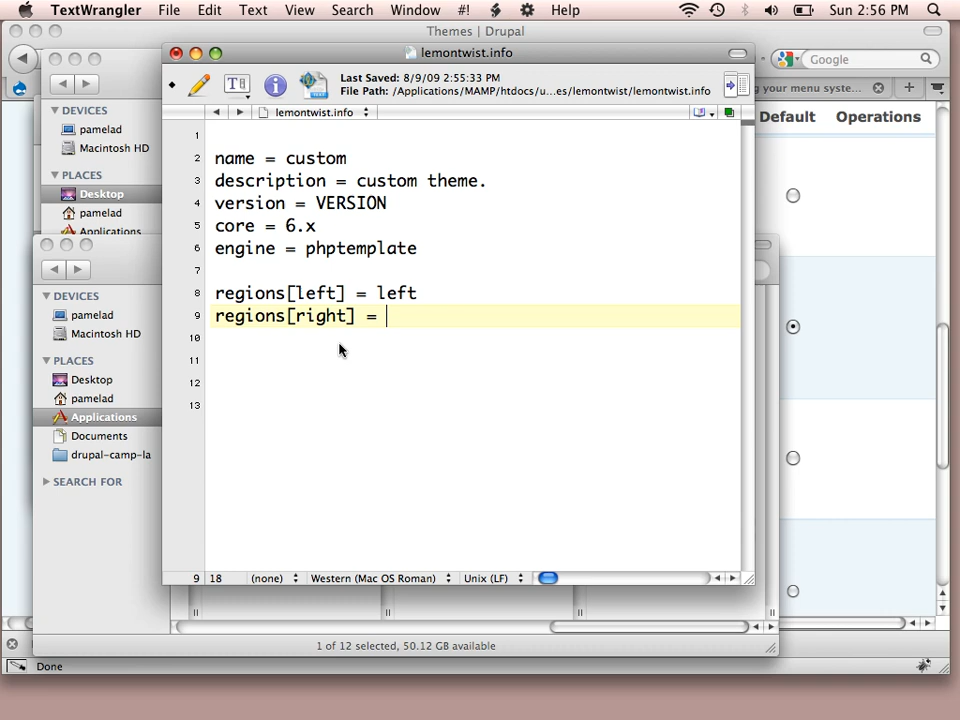 TextWrangler File Edit Text View Search Window #! Help Sun 2:56 PM
Themes | Drupal
lemontwist.info
Google
Last Saved: 8/9/09 2:55:33 PM
File Path: /Applications/MAMP/htdocs/u...es/lemontwist/lemontwist.info
g your menu syste...
lemontwist.info
Default Operations
DEVICES
pamelad
Macintosh HD
PLACES
Desktop
pamelad
Applications
DEVICES
pamelad
Macintosh HD
PLACES
Desktop
pamelad
Applications
Documents
drupal-camp-la
SEARCH FOR
1
2 name = custom
3 description = custom theme.
4 version = VERSION
5 core = 6.x
6 engine = phptemplate
7
8 regions[left] = left
9 regions[right] =
10
11
12
13
9 18 (none) Western (Mac OS Roman) Unix (LF)
1 of 12 selected, 50.12 GB available
Done